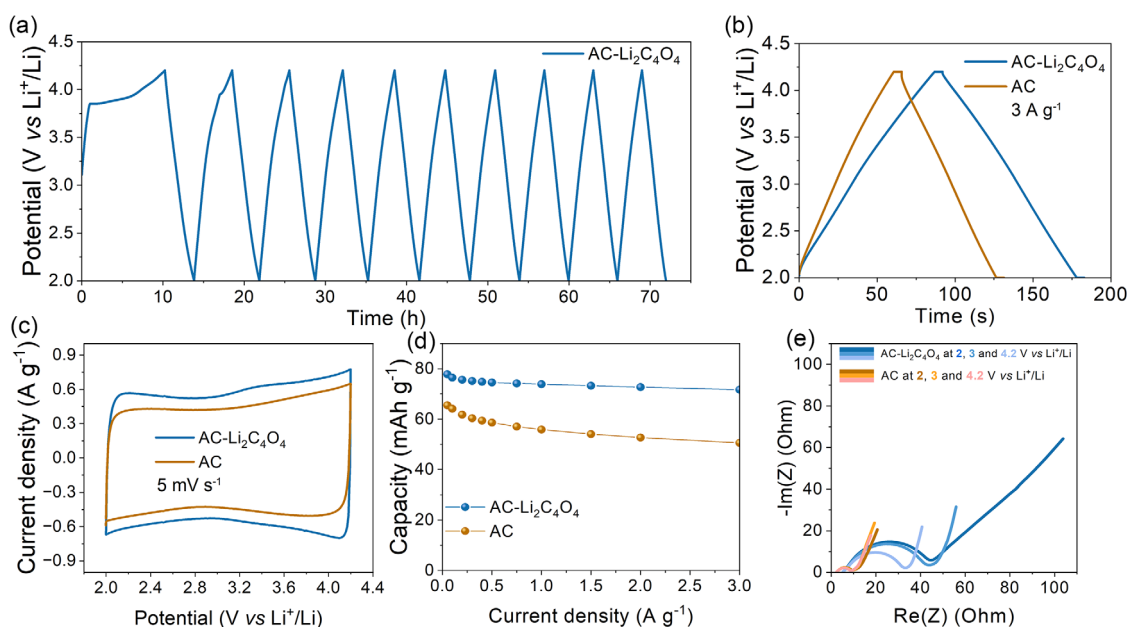 (a)
4.5
4.0
3.5
3.0
2.5
2.0
Potential (V vs Li⁺/Li)
AC-Li₂C₄O₄
0 10 20 30 40 50 60 70
Time (h)
(b)
4.5
4.0
3.5
3.0
2.5
2.0
Potential (V vs Li⁺/Li)
AC-Li₂C₄O₄
AC
3 A g⁻¹
0 50 100 150 200
Time (s)
(c)
0.9
0.6
0.3
0.0
-0.3
-0.6
-0.9
Current density (A g⁻¹)
AC-Li₂C₄O₄
AC
5 mV s⁻¹
2.0 2.4 2.8 3.2 3.6 4.0 4.4
Potential (V vs Li⁺/Li)
(d)
80
60
40
20
0
Capacity (mAh g⁻¹)
AC-Li₂C₄O₄
AC
0.0 0.5 1.0 1.5 2.0 2.5 3.0
Current density (A g⁻¹)
(e)
100
80
60
40
20
0
-Im(Z) (Ohm)
AC-Li₂C₄O₄ at 2, 3 and 4.2 V vs Li⁺/Li
AC at 2, 3 and 4.2 V vs Li⁺/Li
0 20 40 60 80 100
Re(Z) (Ohm)